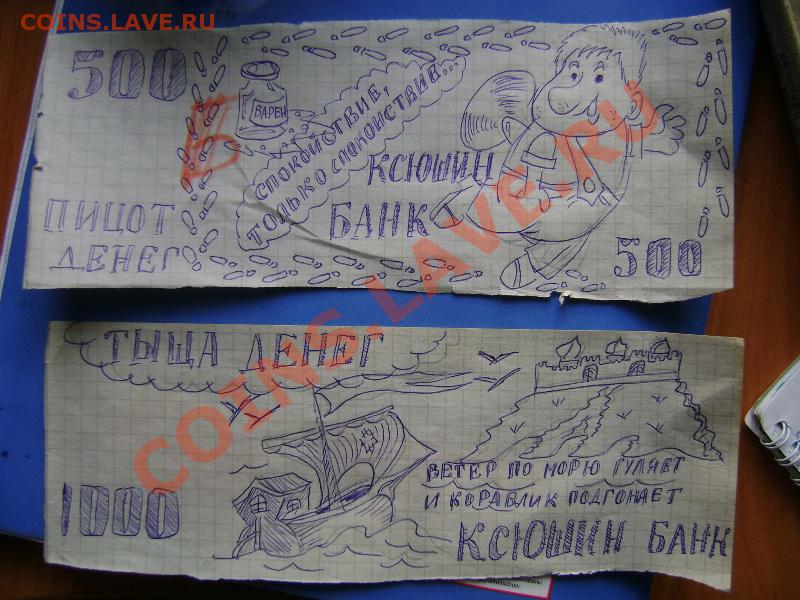 COINS.LAVE.RU
500
ВАРЕН
СПОКОЙСТВИЕ,
ТОЛЬКО СПОКОЙСТВИЕ...
КСЮШИН
БАНК
ПИЦОТ
ДЕНЕГ
500
ТЫЩА ДЕНЕГ
1000
ВЕТЕР ПО МОРЮ ГУЛЯЕТ
И КОРАБЛИК ПОДГОНЯЕТ
КСЮШИН БАНК
COINS.LAVE.RU